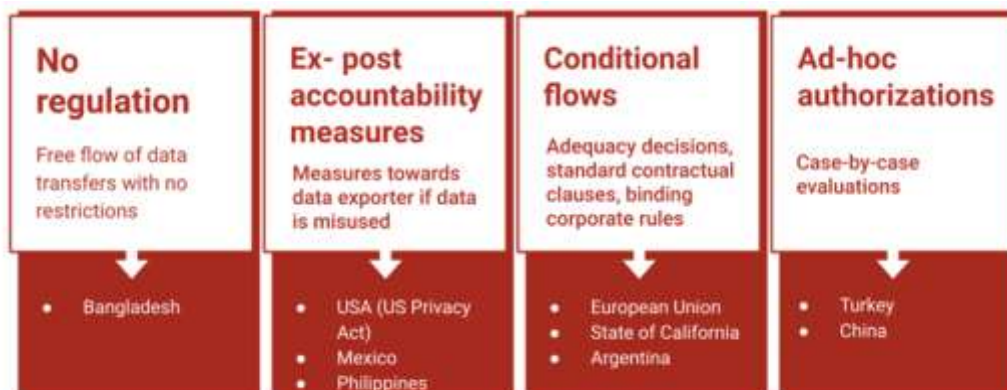 No
regulation
Free flow of data
transfers with no
restrictions
● Bangladesh
Ex- post
accountability
measures
Measures towards
data exporter if data
is misused
● USA (US Privacy
Act)
● Mexico
● Philippines
Conditional
flows
Adequacy decisions,
standard contractual
clauses, binding
corporate rules
● European Union
● State of California
● Argentina
Ad-hoc
authorizations
Case-by-case
evaluations
● Turkey
● China